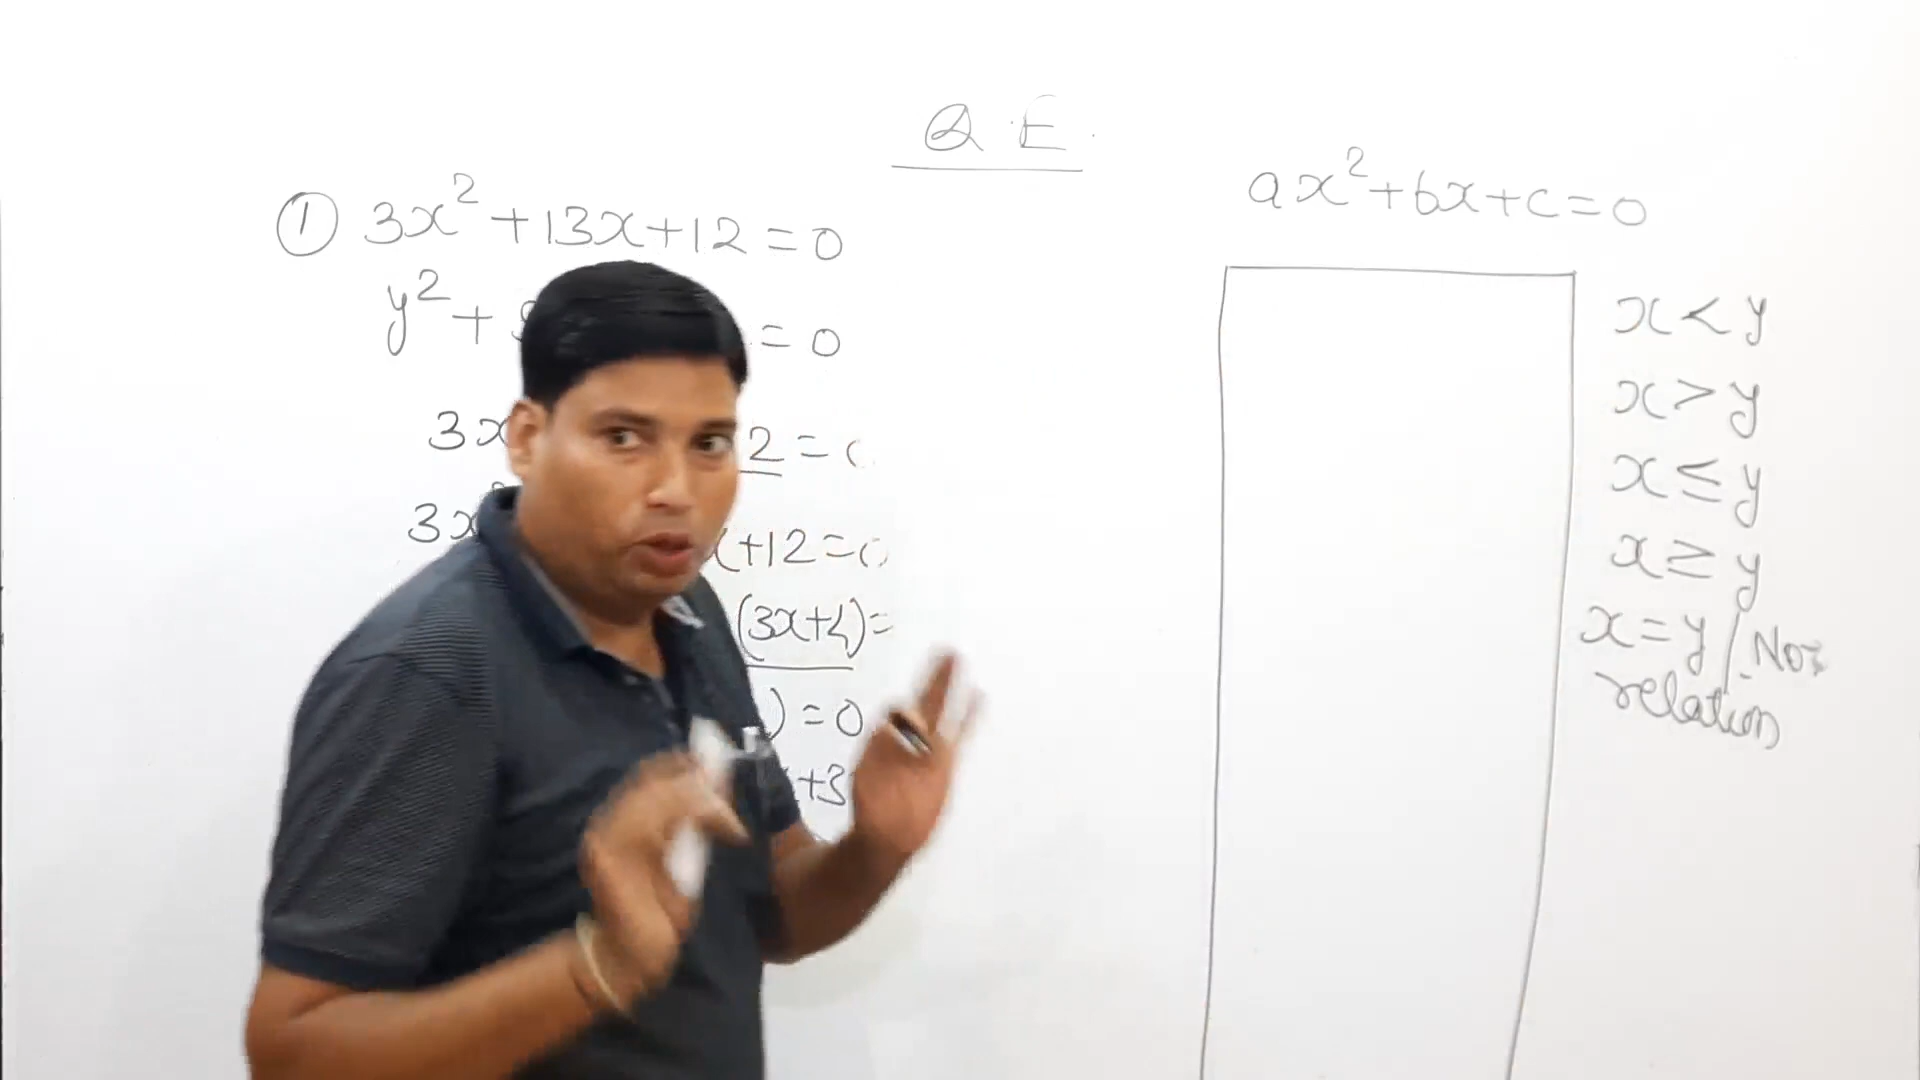 Q.E.
① 3x² + 13x + 12 = 0
y² + = 0
3x 2 = 0
3x +12 = 0
(3x+4) =
) = 0
+3
ax² + bx + c = 0
x < y
x > y
x ≤ y
x ≥ y
x = y / No
relation